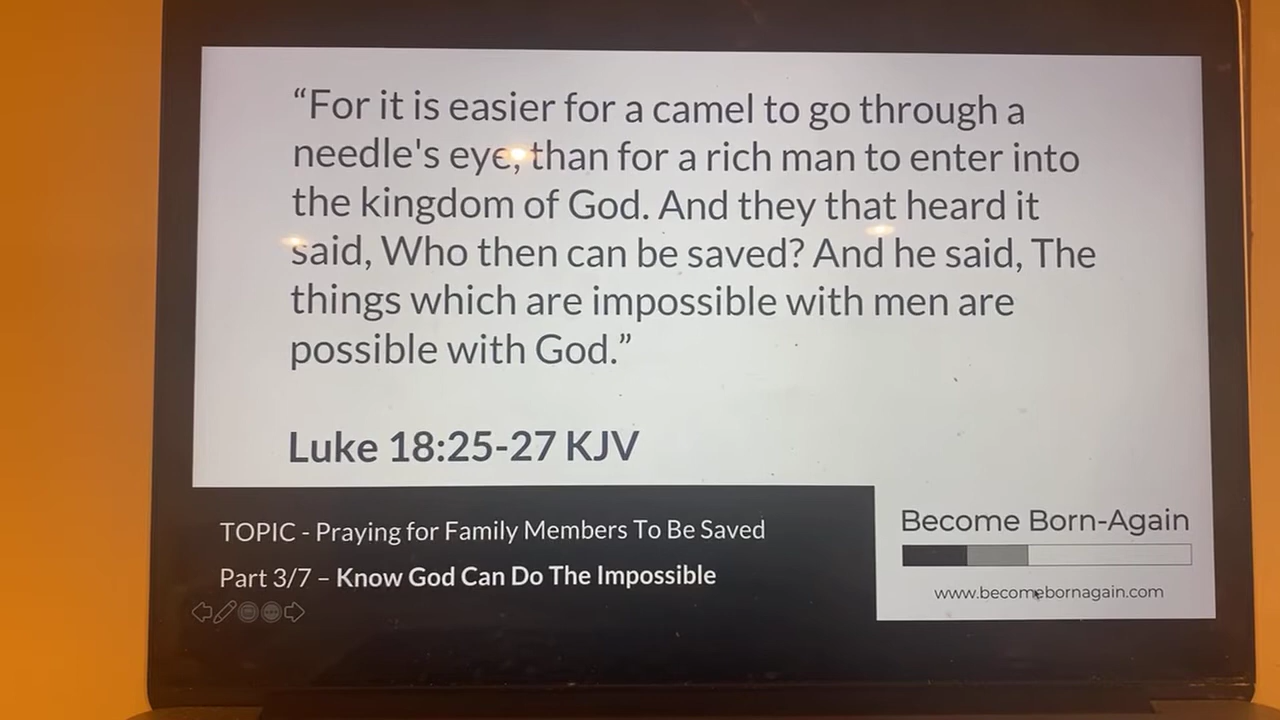 “For it is easier for a camel to go through a
needle's eye, than for a rich man to enter into
the kingdom of God. And they that heard it
said, Who then can be saved? And he said, The
things which are impossible with men are
possible with God.”
Luke 18:25-27 KJV
TOPIC - Praying for Family Members To Be Saved
Part 3/7 – Know God Can Do The Impossible
Become Born-Again
www.becomebornagain.com